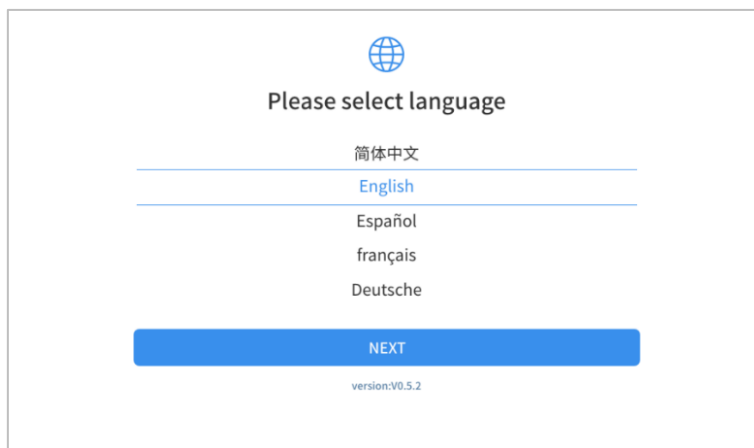 Please select language
简体中文
English
Español
français
Deutsche
NEXT
version:V0.5.2